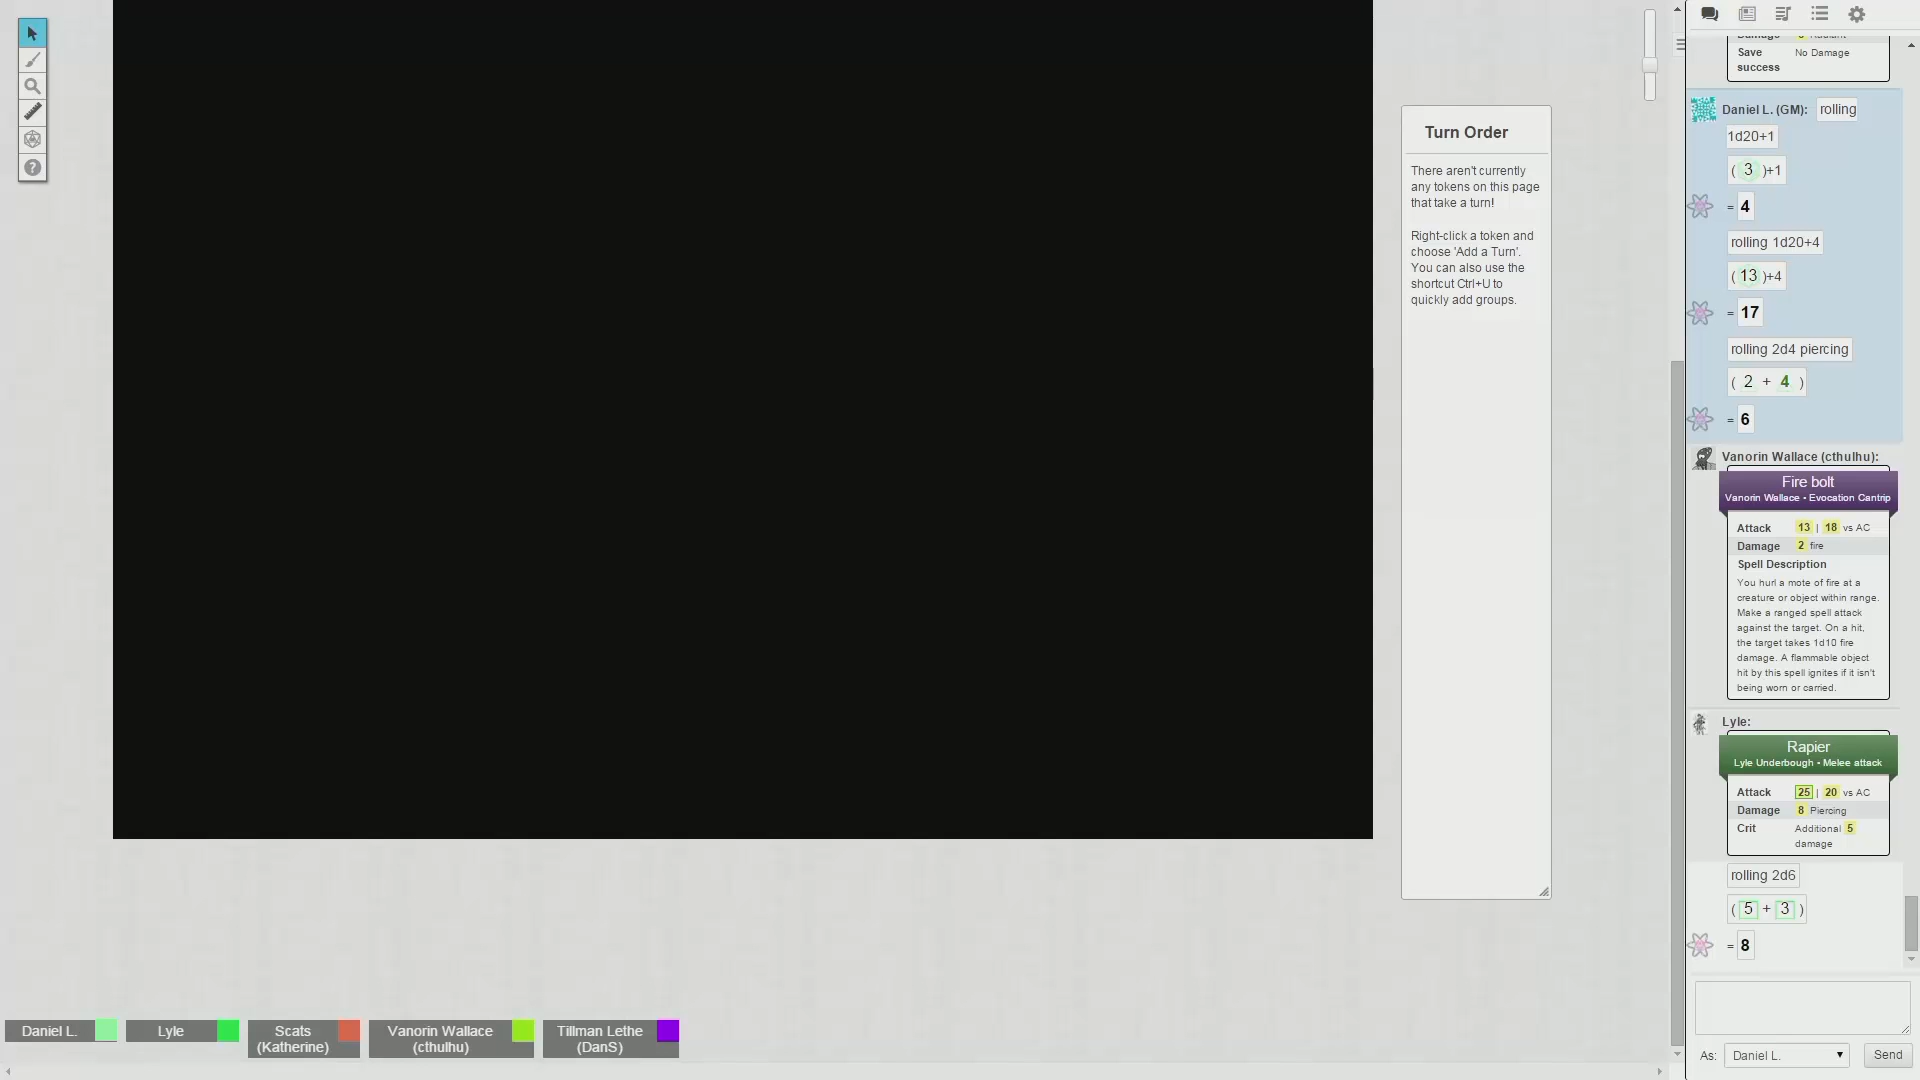 Turn Order
There aren't currently
any tokens on this page
that take a turn!
Right-click a token and
choose 'Add a Turn'.
You can also use the
shortcut Ctrl+U to
quickly add groups.
Save No Damage
success
Daniel L. (GM): rolling
1d20+1
( 3 )+1
= 4
rolling 1d20+4
( 13 )+4
= 17
rolling 2d4 piercing
( 2 + 4 )
= 6
Vanorin Wallace (cthulhu):
Fire bolt
Vanorin Wallace • Evocation Cantrip
Attack 13 | 18 vs AC
Damage 2 fire
Spell Description
You hurl a mote of fire at a
creature or object within range.
Make a ranged spell attack
against the target. On a hit,
the target takes 1d10 fire
damage. A flammable object
hit by this spell ignites if it isn't
being worn or carried.
Lyle:
Rapier
Lyle Underbough • Melee attack
Attack 25 | 20 vs AC
Damage 8 Piercing
Crit Additional 5
damage
rolling 2d6
( 5 + 3 )
= 8
As: Daniel L. Send
Daniel L.
Lyle
Scats
(Katherine)
Vanorin Wallace
(cthulhu)
Tillman Lethe
(DanS)